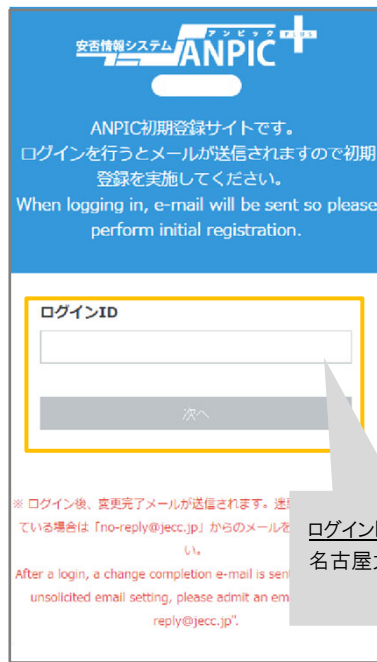 安否情報システム ANPIC アンピック PLUS
ANPIC初期登録サイトです。
ログインを行うとメールが送信されますので初期
登録を実施してください。
When logging in, e-mail will be sent so please
perform initial registration.
ログインID
次へ
※ ログイン後、変更完了メールが送信されます。迷
ている場合は「no-reply@jecc.jp」からのメールを
い。
After a login, a change completion e-mail is sent
unsolicited email setting, please admit an em
reply@jecc.jp".
ログイン
名古屋